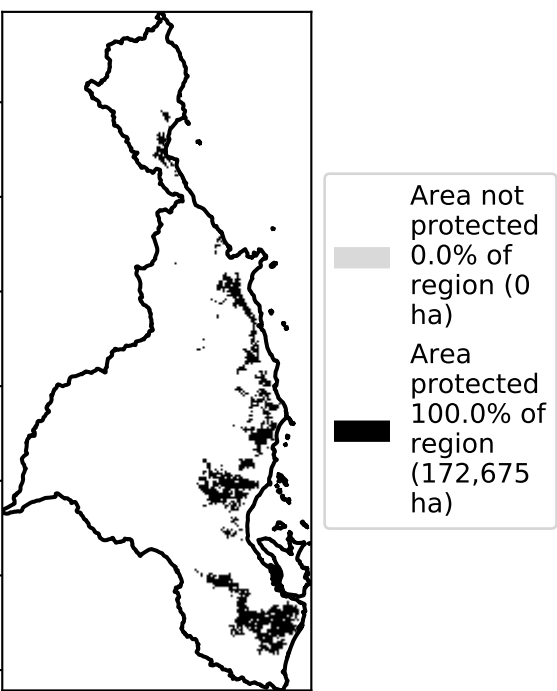 Area not
protected
0.0% of
region (0
ha)
Area
protected
100.0% of
region
(172,675
ha)